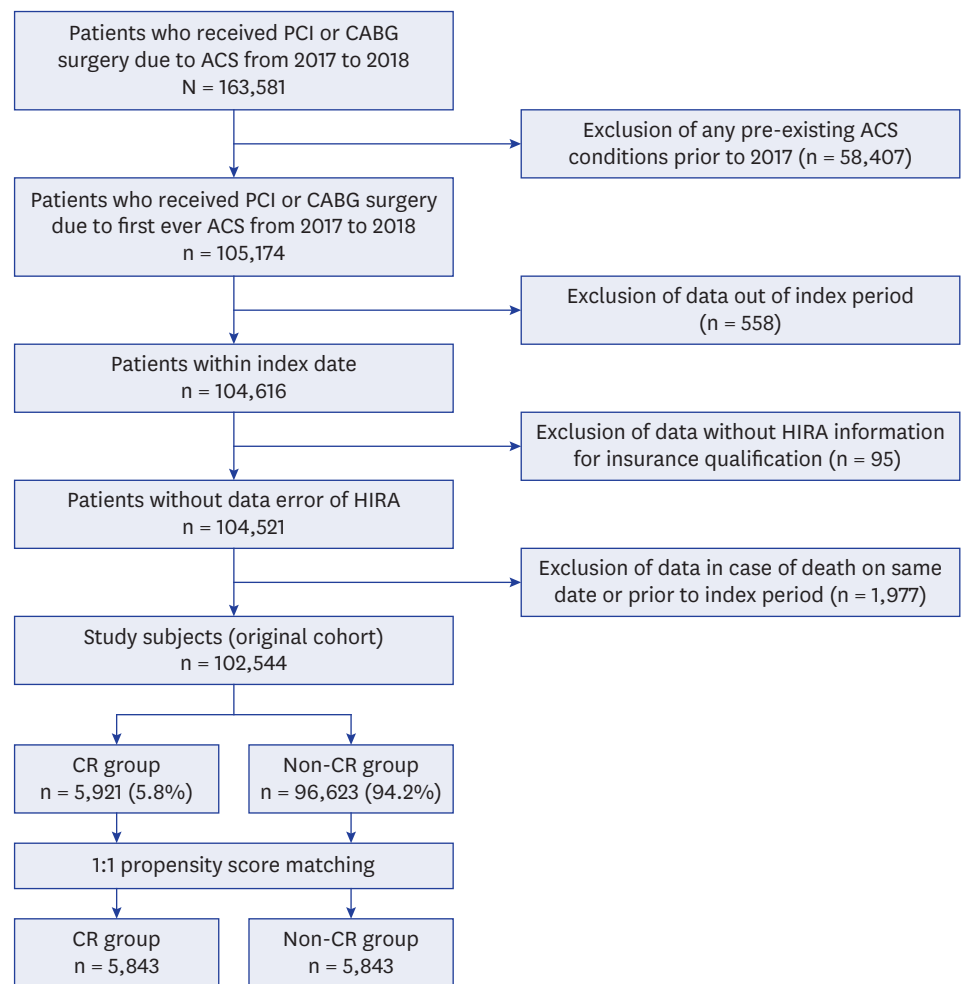 Patients who received PCI or CABG
surgery due to ACS from 2017 to 2018
N = 163,581
Exclusion of any pre-existing ACS
conditions prior to 2017 (n = 58,407)
Patients who received PCI or CABG surgery
due to first ever ACS from 2017 to 2018
n = 105,174
Exclusion of data out of index period
(n = 558)
Patients within index date
n = 104,616
Exclusion of data without HIRA information
for insurance qualification (n = 95)
Patients without data error of HIRA
n = 104,521
Exclusion of data in case of death on same
date or prior to index period (n = 1,977)
Study subjects (original cohort)
n = 102,544
CR group
n = 5,921 (5.8%)
Non-CR group
n = 96,623 (94.2%)
1:1 propensity score matching
CR group
n = 5,843
Non-CR group
n = 5,843